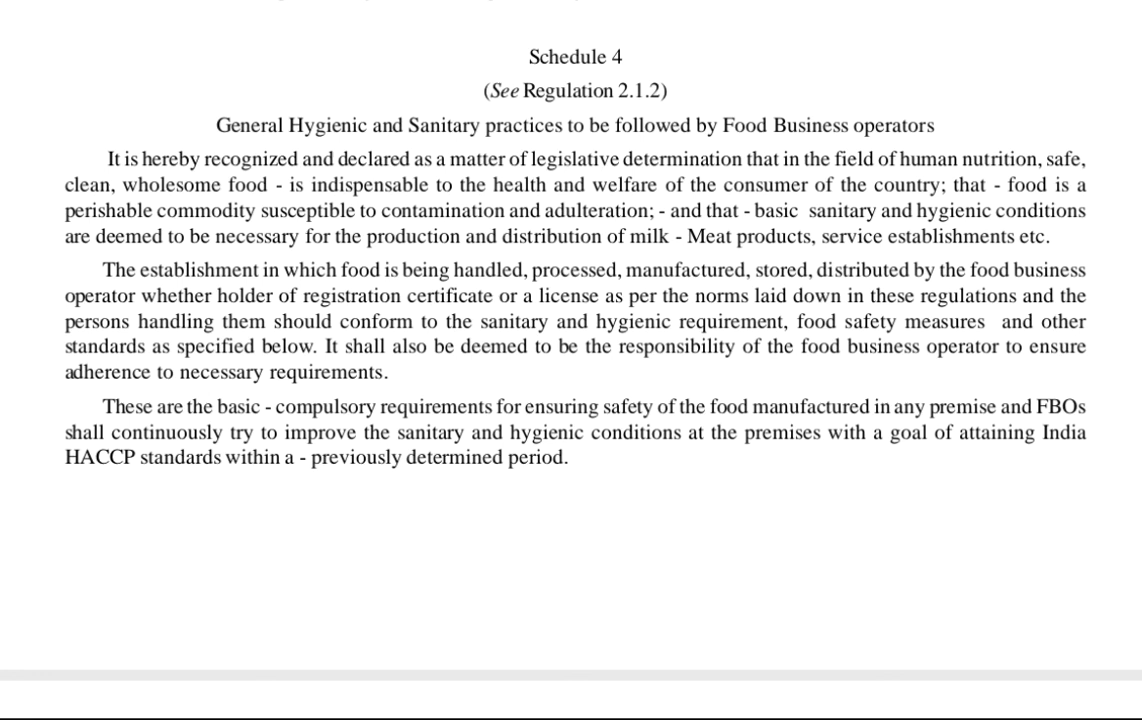 Schedule 4
(See Regulation 2.1.2)
General Hygienic and Sanitary practices to be followed by Food Business operators
It is hereby recognized and declared as a matter of legislative determination that in the field of human nutrition, safe,
clean, wholesome food - is indispensable to the health and welfare of the consumer of the country; that - food is a
perishable commodity susceptible to contamination and adulteration; - and that - basic sanitary and hygienic conditions
are deemed to be necessary for the production and distribution of milk - Meat products, service establishments etc.
The establishment in which food is being handled, processed, manufactured, stored, distributed by the food business
operator whether holder of registration certificate or a license as per the norms laid down in these regulations and the
persons handling them should conform to the sanitary and hygienic requirement, food safety measures and other
standards as specified below. It shall also be deemed to be the responsibility of the food business operator to ensure
adherence to necessary requirements.
These are the basic - compulsory requirements for ensuring safety of the food manufactured in any premise and FBOs
shall continuously try to improve the sanitary and hygienic conditions at the premises with a goal of attaining India
HACCP standards within a - previously determined period.